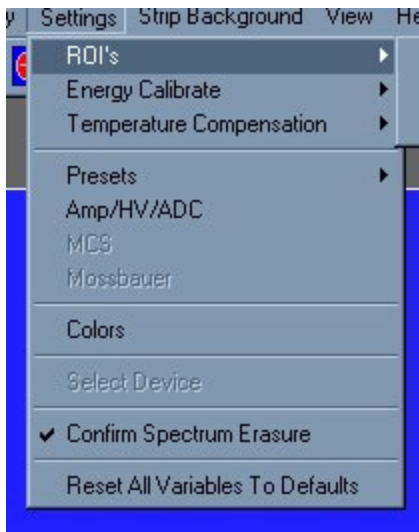 Settings Strip Background View
ROI's
Energy Calibrate
Temperature Compensation
Presets
Amp/HV/ADC
MCS
Mossbauer
Colors
Select Device
Confirm Spectrum Erasure
Reset All Variables To Defaults